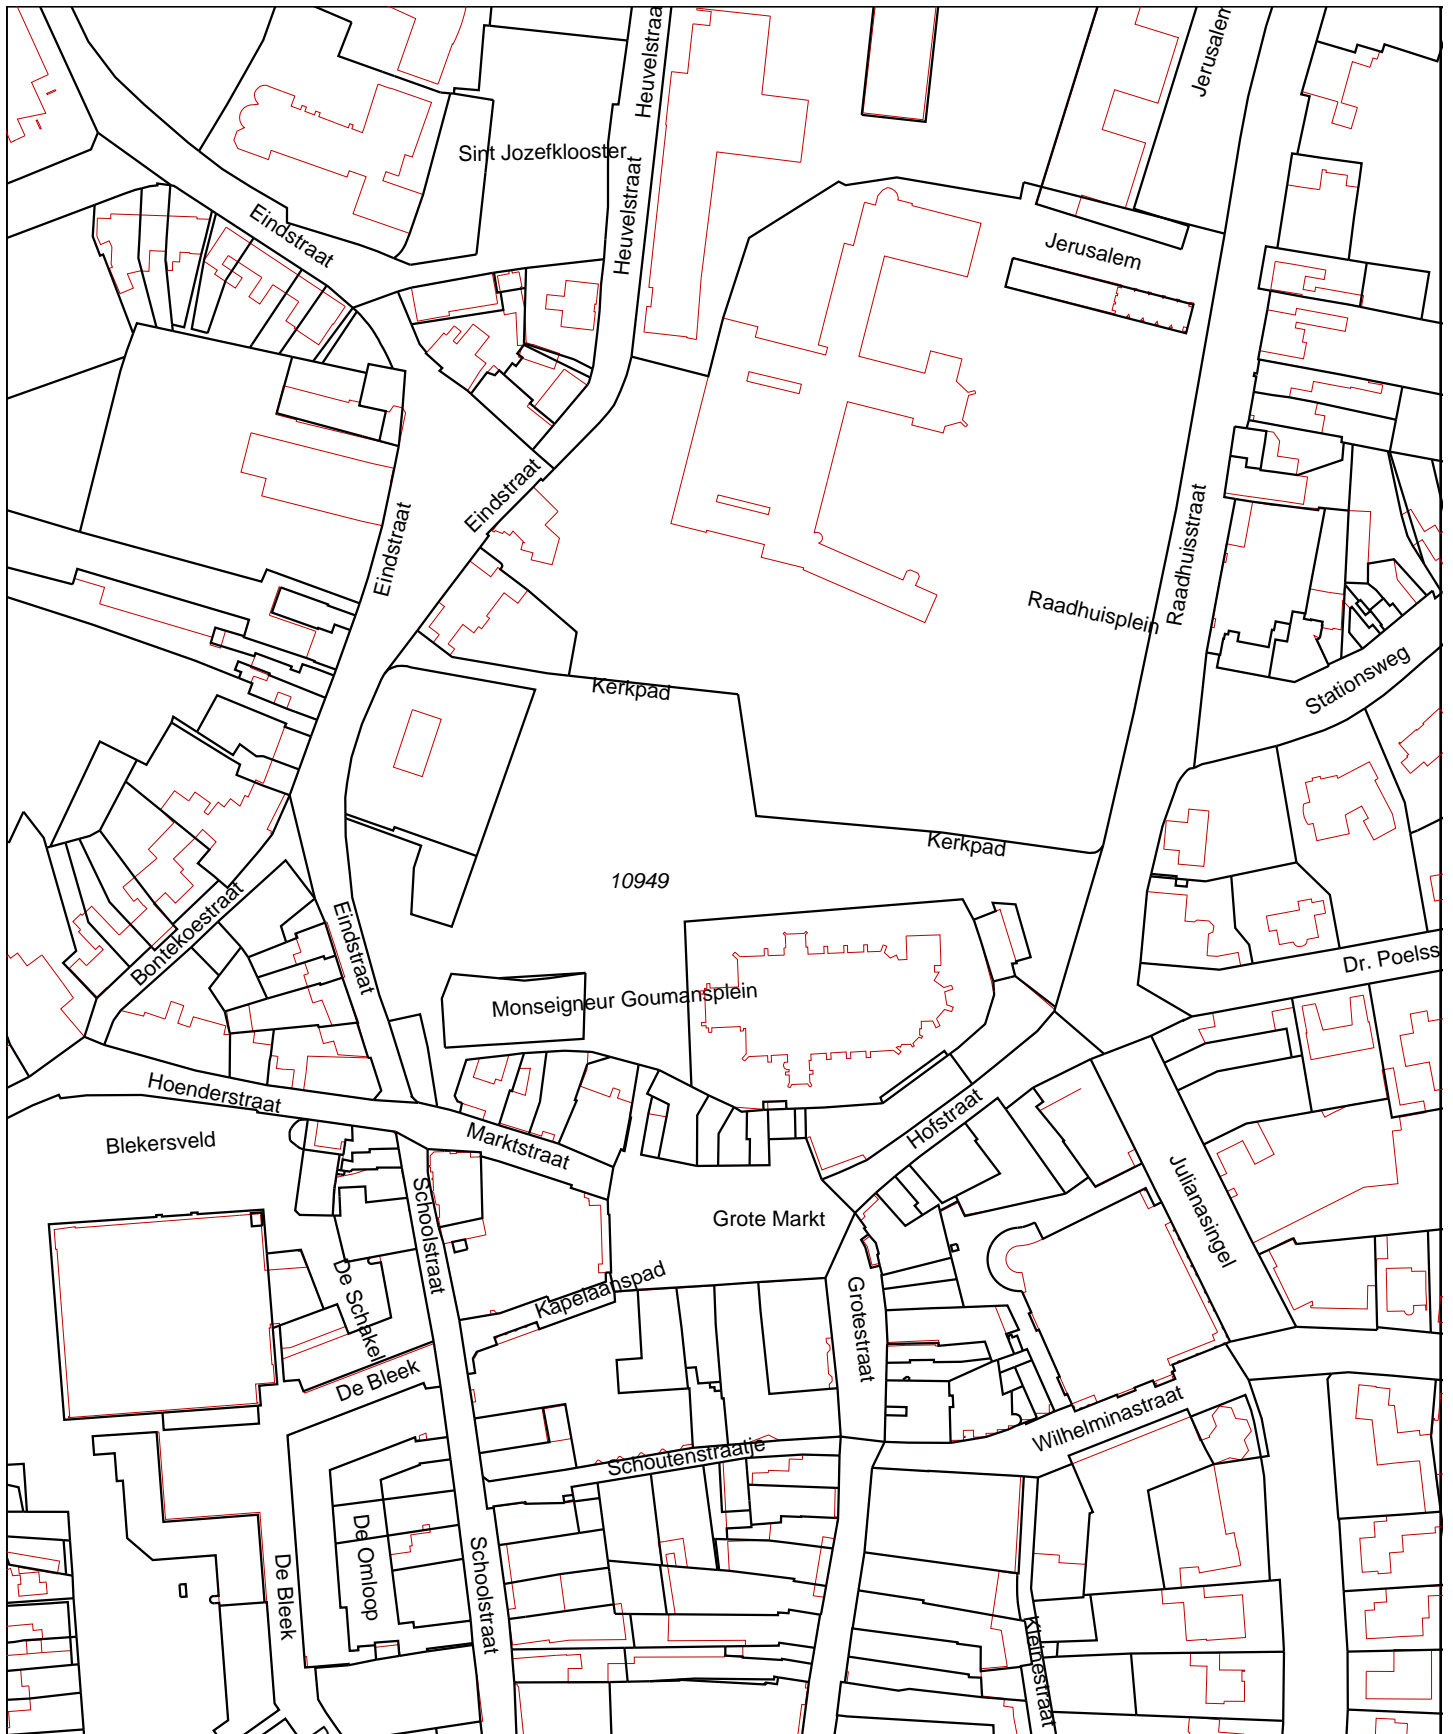 Heuvelstraat
Jerusalem
Sint Jozefklooster
Heuvelstraat
Eindstraat
Jerusalem
Eindstraat
Eindstraat
Raadhuisstraat
Raadhuisplein
Stationsweg
Kerkpad
Kerkpad
10949
Bontekoestraat
Eindstraat
Dr. Poelss
Monseigneur Goumansplein
Hoenderstraat
Blekersveld
Marktstraat
Hofstraat
Julianasingel
Schoolstraat
Grote Markt
De Schakel
Kapelaanspad
Grotestraat
De Bleek
Wilhelminastraat
Schoutenstraatje
De Omloop
De Bleek
Schoolstraat
Kleinestraat